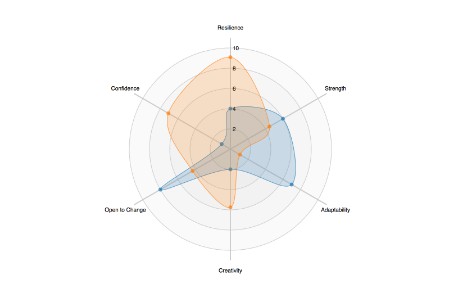 Resilience
10
8
6
4
2
Confidence
Strength
Open to Change
Adaptability
Creativity